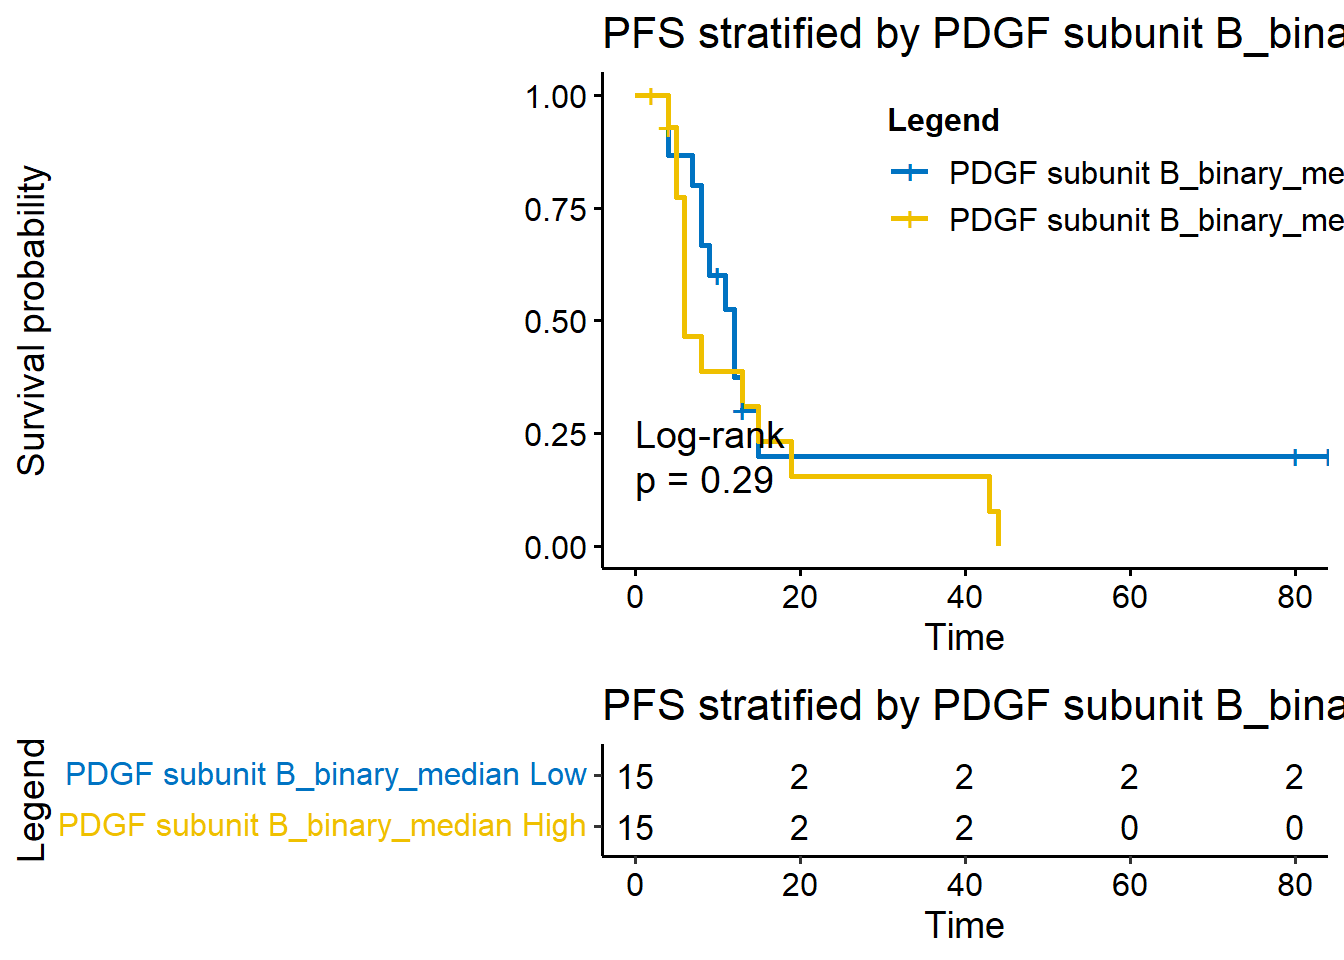 PFS stratified by PDGF subunit B_bina
Survival probability
1.00
0.75
0.50
0.25
0.00
Legend
PDGF subunit B_binary_me
PDGF subunit B_binary_me
Log-rank
p = 0.29
0 20 40 60 80
Time
PFS stratified by PDGF subunit B_bina
Legend
PDGF subunit B_binary_median Low 15 2 2 2 2
PDGF subunit B_binary_median High 15 2 2 0 0
0 20 40 60 80
Time